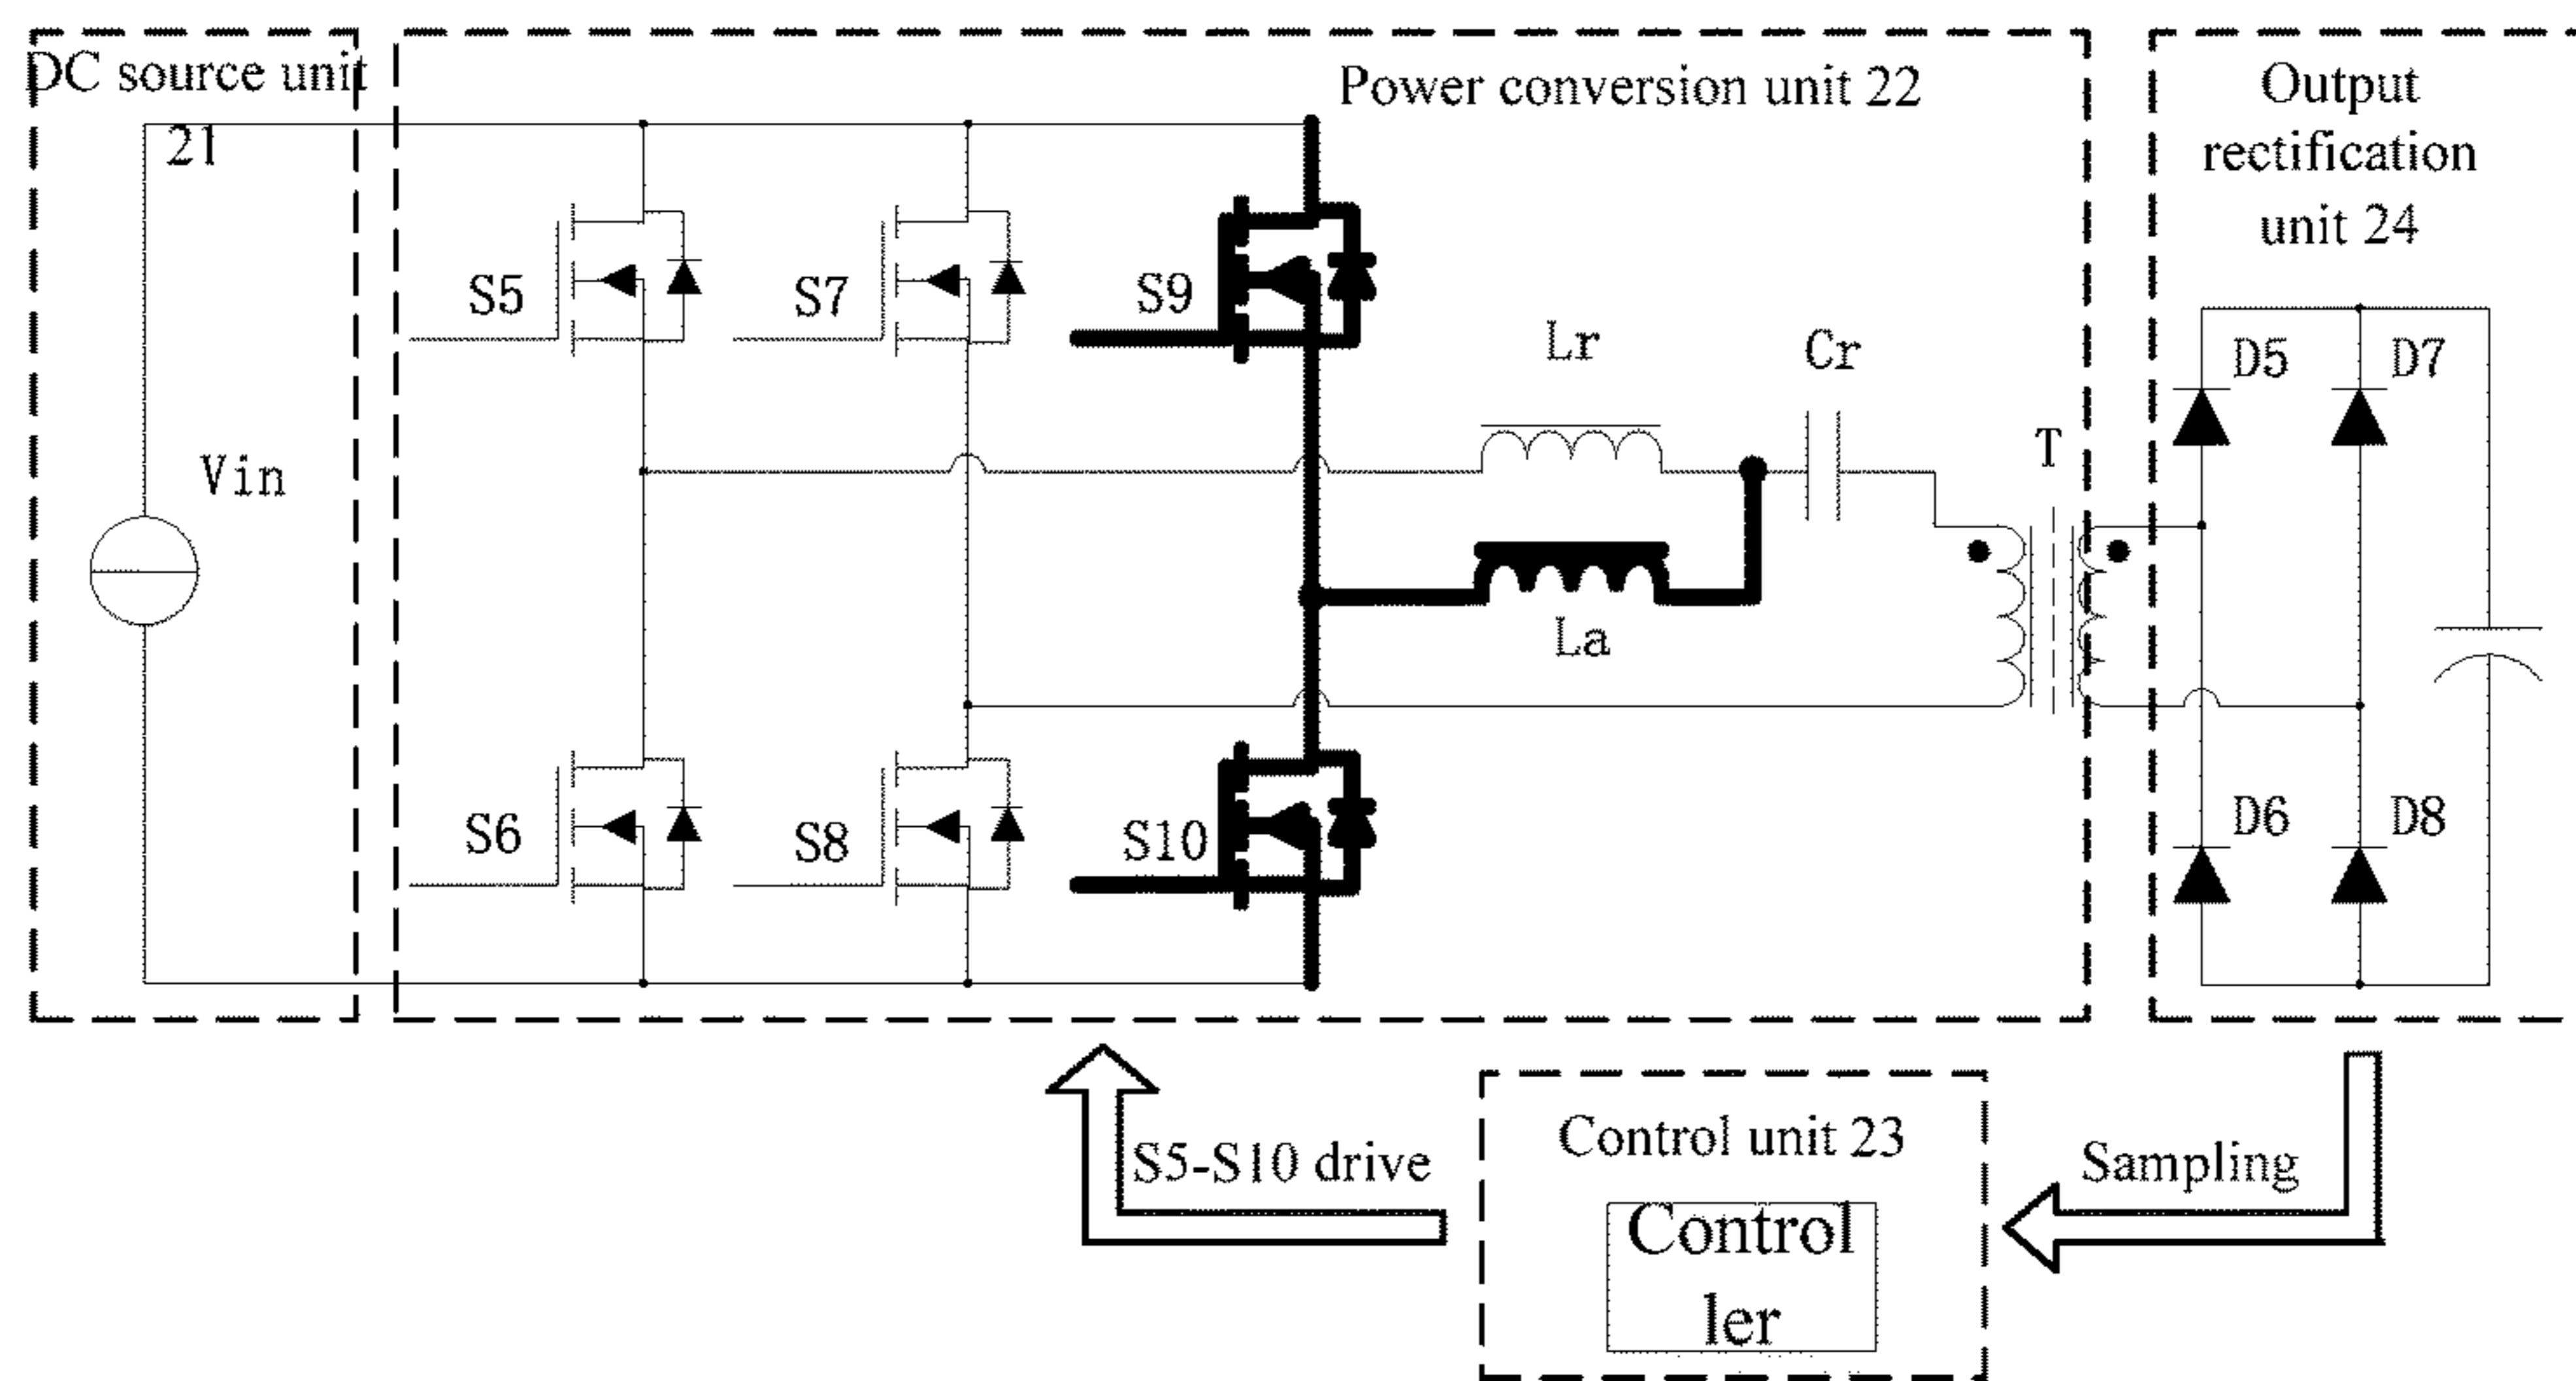 DC source unit
21
Power conversion unit 22
Output
rectification
unit 24
S5
S7
S9
Lr
Cr
D5
D7
T
Vin
La
S6
S8
S10
D6
D8
S5-S10 drive
Control unit 23
Sampling
Control
ler